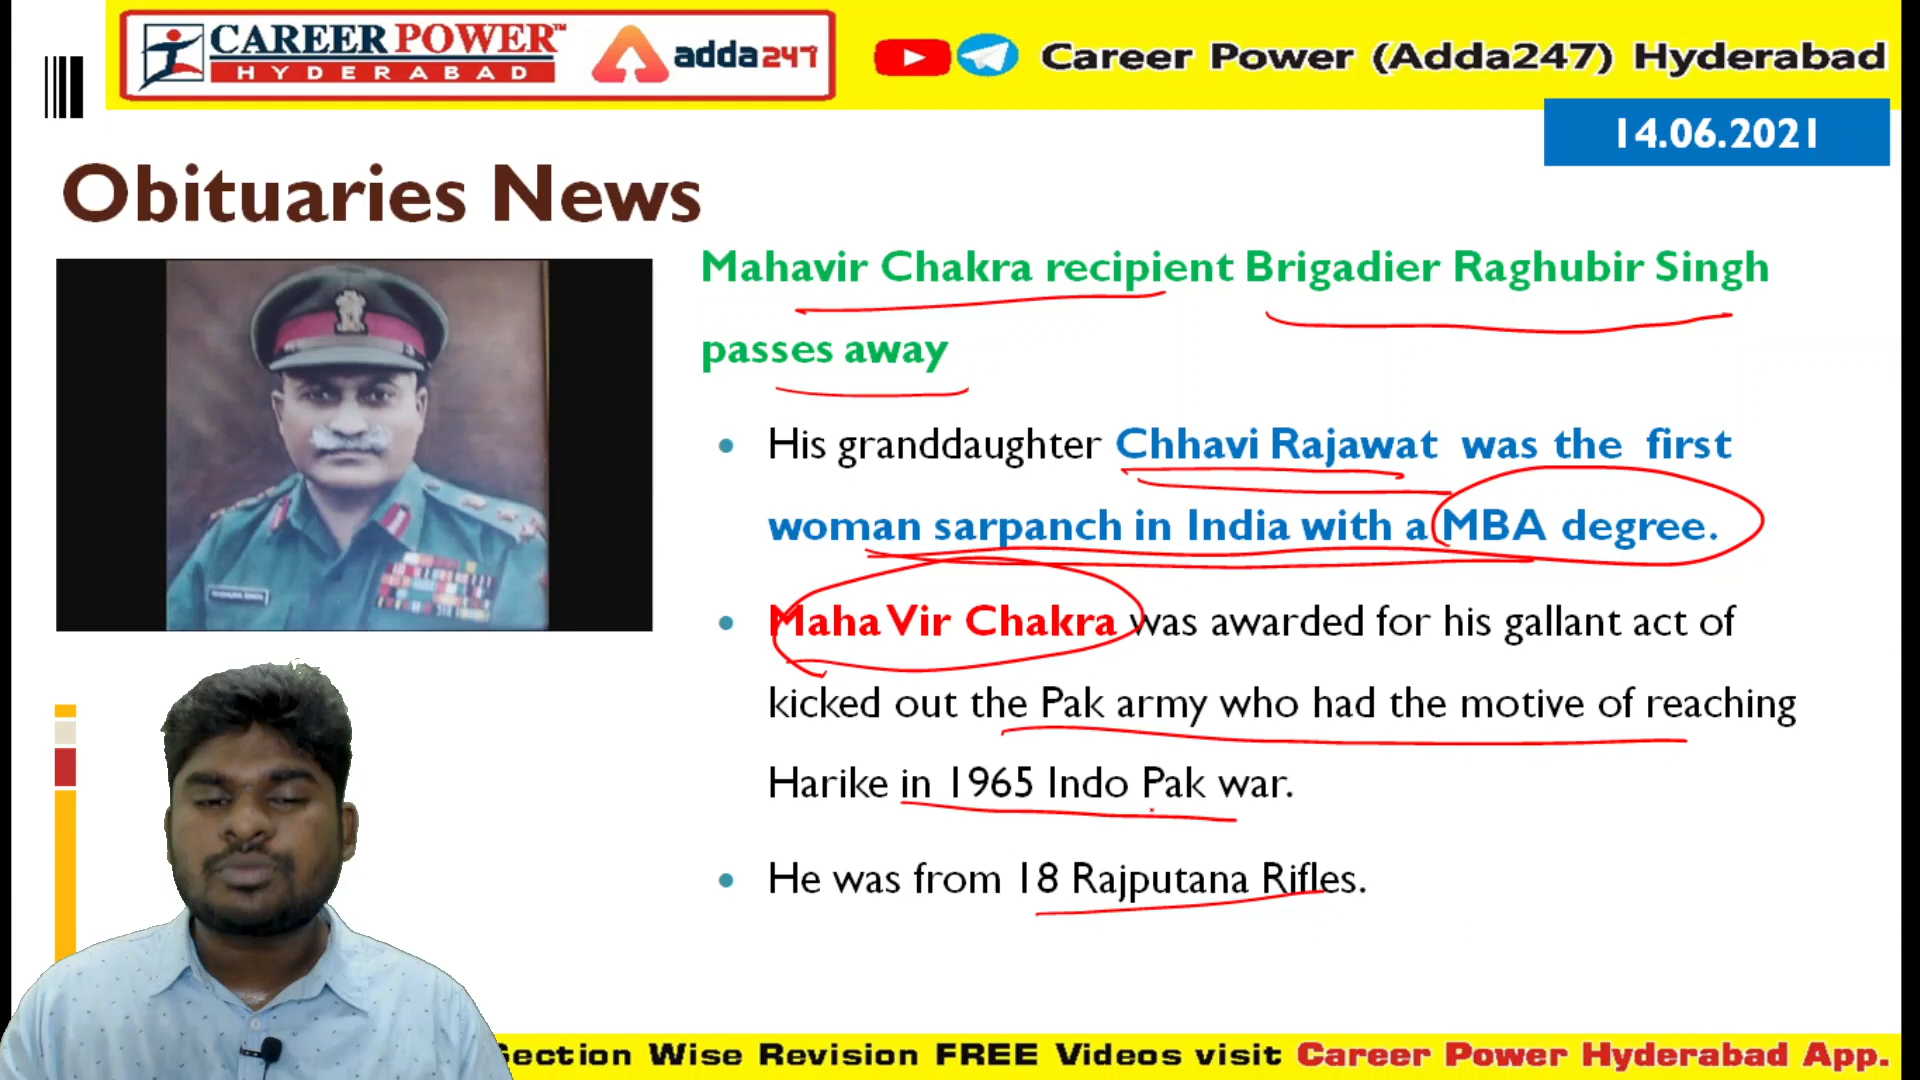 CAREER POWER™
HYDERABAD
adda247
Career Power (Adda247) Hyderabad
14.06.2021
Obituaries News
Mahavir Chakra recipient Brigadier Raghubir Singh
passes away
• His granddaughter Chhavi Rajawat was the first
woman sarpanch in India with a MBA degree.
• Maha Vir Chakra was awarded for his gallant act of
kicked out the Pak army who had the motive of reaching
Harike in 1965 Indo Pak war.
• He was from 18 Rajputana Rifles.
Section Wise Revision FREE Videos visit Career Power Hyderabad App.